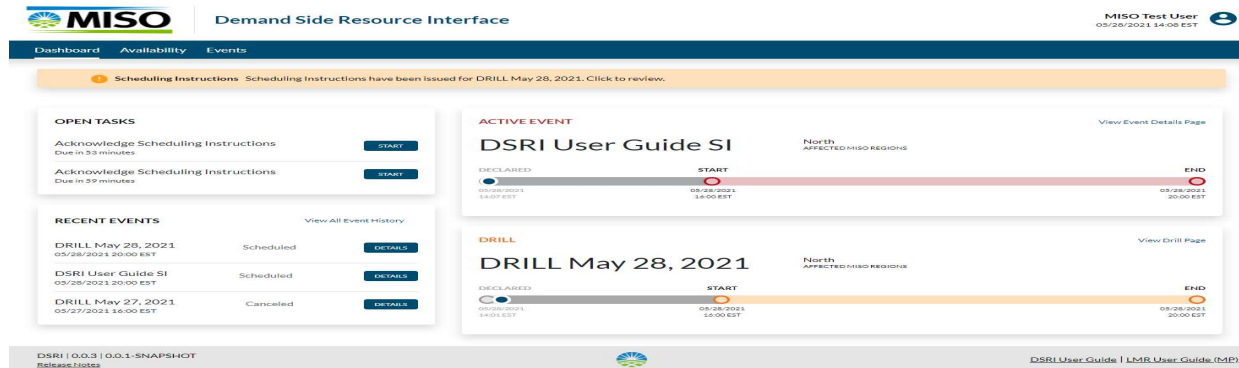 MISO
Demand Side Resource Interface
MISO Test User
05/28/2021 14:08 EST
Dashboard Availability Events
! Scheduling Instructions Scheduling Instructions have been issued for DRILL May 28, 2021. Click to review.
OPEN TASKS
Acknowledge Scheduling Instructions
Due in 53 minutes
START
Acknowledge Scheduling Instructions
Due in 59 minutes
START
RECENT EVENTS
View All Event History
DRILL May 28, 2021
05/28/2021 20:00 EST
Scheduled
DETAILS
DSRI User Guide SI
05/28/2021 20:00 EST
Scheduled
DETAILS
DRILL May 27, 2021
05/27/2021 16:00 EST
Canceled
DETAILS
ACTIVE EVENT
View Event Details Page
DSRI User Guide SI
North
AFFECTED MISO REGIONS
DECLARED START END
05/28/2021 05/28/2021 05/28/2021
14:07 EST 16:00 EST 20:00 EST
DRILL
View Drill Page
DRILL May 28, 2021
North
AFFECTED MISO REGIONS
DECLARED START END
05/28/2021 05/28/2021 05/28/2021
14:01 EST 16:00 EST 20:00 EST
DSRI | 0.0.3 | 0.0.1-SNAPSHOT
Release Notes
DSRI User Guide | LMR User Guide (MP)